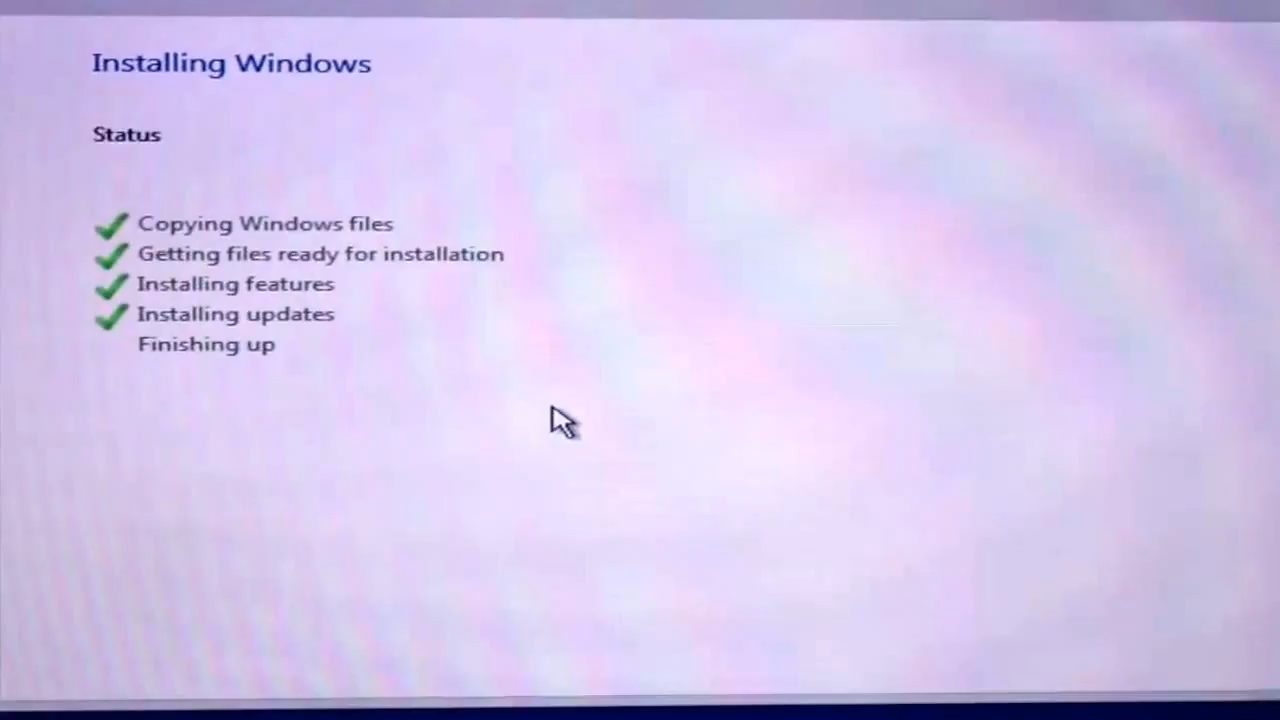 Installing Windows
Status
Copying Windows files
Getting files ready for installation
Installing features
Installing updates
Finishing up